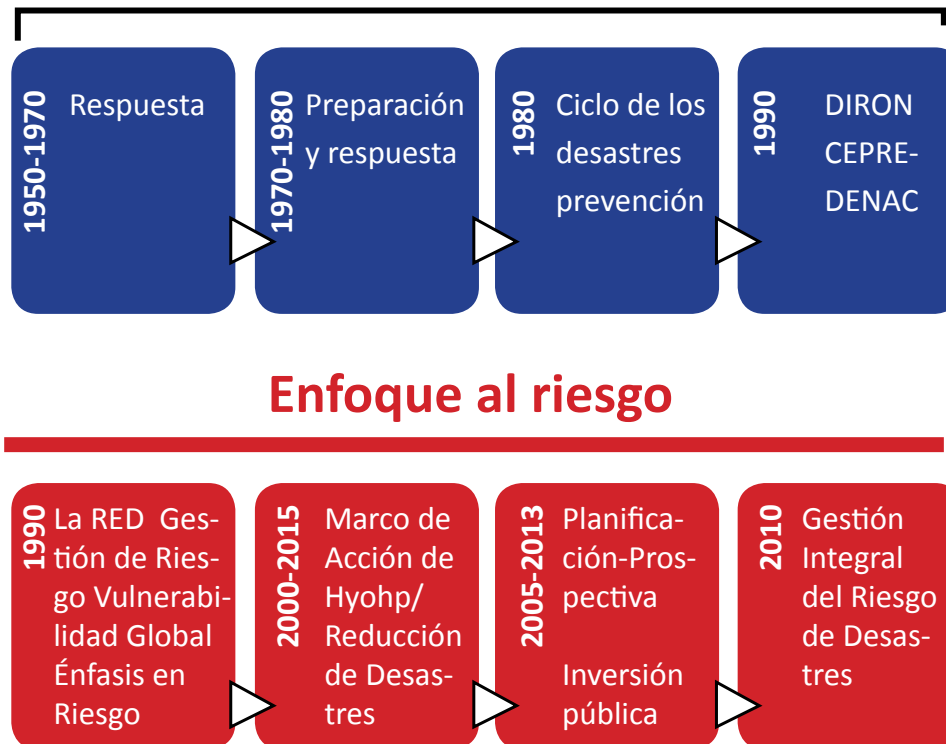 1950-1970
Respuesta
1970-1980
Preparación
y respuesta
1980
Ciclo de los
desastres
prevención
1990
DIRON
CEPRE-
DENAC
Enfoque al riesgo
1990
La RED Ges-
tión de Ries-
go Vulnerabi-
lidad Global
Énfasis en
Riesgo
2000-2015
Marco de
Acción de
Hyohp/
Reducción
de Desas-
tres
2005-2013
Planifica-
ción-Pros-
pectiva
Inversión
pública
2010
Gestión
Integral
del Riesgo
de Desas-
tres